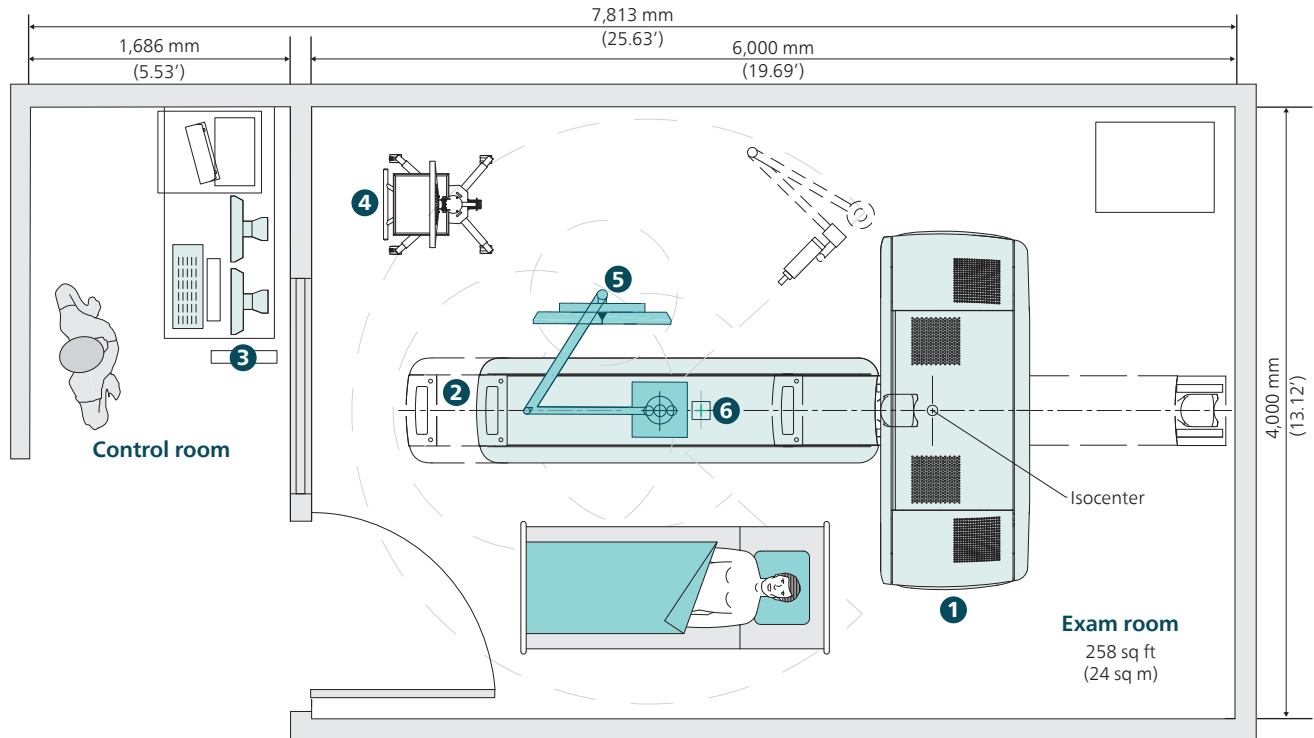 7,813 mm
(25.63’)
1,686 mm
(5.53’)
6,000 mm
(19.69’)
4
5
3
2
6
Control room
4,000 mm
(13.12’)
Isocenter
1
Exam room
258 sq ft
(24 sq m)